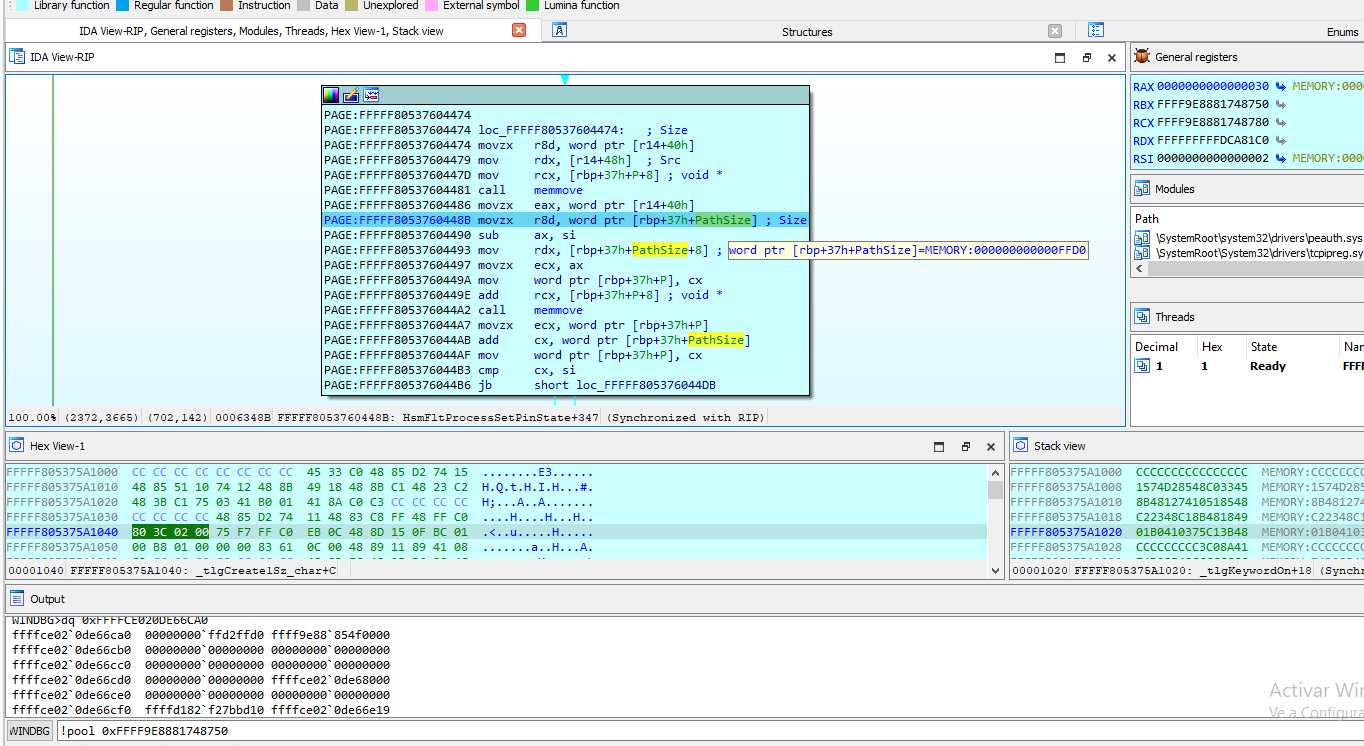 Library function Regular function Instruction Data Unexplored External symbol Lumina function
IDA View-RIP, General registers, Modules, Threads, Hex View-1, Stack view Structures Enums
IDA View-RIP
PAGE:FFFFF80537604474
PAGE:FFFFF80537604474 loc_FFFFF80537604474: ; Size
PAGE:FFFFF80537604474 movzx r8d, word ptr [r14+40h]
PAGE:FFFFF80537604479 mov rdx, [r14+48h] ; Src
PAGE:FFFFF8053760447D mov rcx, [rbp+37h+P+8] ; void *
PAGE:FFFFF80537604481 call memmove
PAGE:FFFFF80537604486 movzx eax, word ptr [r14+40h]
PAGE:FFFFF8053760448B movzx r8d, word ptr [rbp+37h+PathSize] ; Size
PAGE:FFFFF80537604490 sub ax, si
PAGE:FFFFF80537604493 mov rdx, [rbp+37h+PathSize+8] ;
word ptr [rbp+37h+PathSize]=MEMORY:000000000000FFD0
PAGE:FFFFF80537604497 movzx ecx, ax
PAGE:FFFFF8053760449A mov word ptr [rbp+37h+P], cx
PAGE:FFFFF8053760449E add rcx, [rbp+37h+P+8] ; void *
PAGE:FFFFF805376044A2 call memmove
PAGE:FFFFF805376044A7 movzx ecx, word ptr [rbp+37h+P]
PAGE:FFFFF805376044AB add cx, word ptr [rbp+37h+PathSize]
PAGE:FFFFF805376044AF mov word ptr [rbp+37h+P], cx
PAGE:FFFFF805376044B3 cmp cx, si
PAGE:FFFFF805376044B6 jb short loc_FFFFF805376044DB
100.00% (2372,3665) (702,142) 0006348B FFFFF8053760448B: HsmFltProcessSetPinState+347 (Synchronized with RIP)
General registers
RAX 0000000000000030 MEMORY:000
RBX FFFF9E8881748750
RCX FFFF9E8881748780
RDX FFFFFFFFFDCA81C0
RSI 0000000000000002 MEMORY:000
Modules
Path
\SystemRoot\system32\drivers\peauth.sys
\SystemRoot\System32\drivers\tcpipreg.sy
Threads
Decimal Hex State Nar
1 1 Ready FFFF
Hex View-1
FFFFF805375A1000 CC CC CC CC CC CC CC CC 45 33 C0 48 85 D2 74 15 ........E3......
FFFFF805375A1010 48 85 51 10 74 12 48 8B 49 18 48 8B C1 48 23 C2 H.Q.t.H.I.H...#.
FFFFF805375A1020 48 3B C1 75 03 41 B0 01 41 8A C0 C3 CC CC CC CC H;...A..A.......
FFFFF805375A1030 CC CC CC CC 48 85 D2 74 11 48 83 C8 FF 48 FF C0 ....H....H...H..
FFFFF805375A1040 80 3C 02 00 75 F7 FF C0 EB 0C 48 8D 15 0F BC 01 .<..u.....H.....
FFFFF805375A1050 00 B8 01 00 00 00 83 61 0C 00 48 89 11 89 41 08 .......a..H...A.
00001040 FFFFF805375A1040: _tlgCreate1Sz_char+C
Stack view
FFFFF805375A1000 CCCCCCCCCCCCCCCC MEMORY:CCCCCCCC
FFFFF805375A1008 1574D28548C03345 MEMORY:1574D285
FFFFF805375A1010 8B48127410518548 MEMORY:8B481274
FFFFF805375A1018 C22348C18B481849 MEMORY:C22348C1
FFFFF805375A1020 01B0410375C13B48 MEMORY:01B04103
FFFFF805375A1028 CCCCCCCCC3C08A41 MEMORY:CCCCCCCC
00001020 FFFFF805375A1020: _tlgKeywordOn+18 (Synchr
Output
WINDBG>dq 0xFFFFCE020DE66CA0
ffffce02`0de66ca0 00000000`ffd2ffd0 ffff9e88`854f0000
ffffce02`0de66cb0 00000000`00000000 00000000`00000000
ffffce02`0de66cc0 00000000`00000000 00000000`00000000
ffffce02`0de66cd0 00000000`00000000 ffffce02`0de68000
ffffce02`0de66ce0 00000000`00000000 00000000`00000000
ffffce02`0de66cf0 ffffd182`f27bbd10 ffffce02`0de66e19
Activar Wir
Ve a Configura
WINDBG !pool 0xFFFF9E8881748750